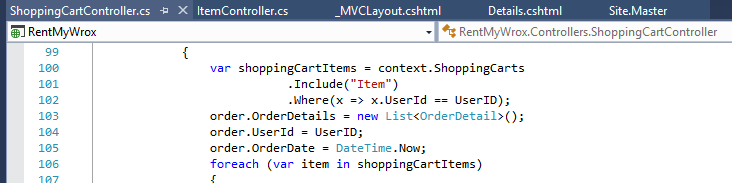 ShoppingCartController.cs ItemController.cs _MVCLayout.cshtml Details.cshtml Site.Master
RentMyWrox RentMyWrox.Controllers.ShoppingCartController
99 {
100 var shoppingCartItems = context.ShoppingCarts
101 .Include("Item")
102 .Where(x => x.UserId == UserID);
103 order.OrderDetails = new List<OrderDetail>();
104 order.UserId = UserID;
105 order.OrderDate = DateTime.Now;
106 foreach (var item in shoppingCartItems)
107 {